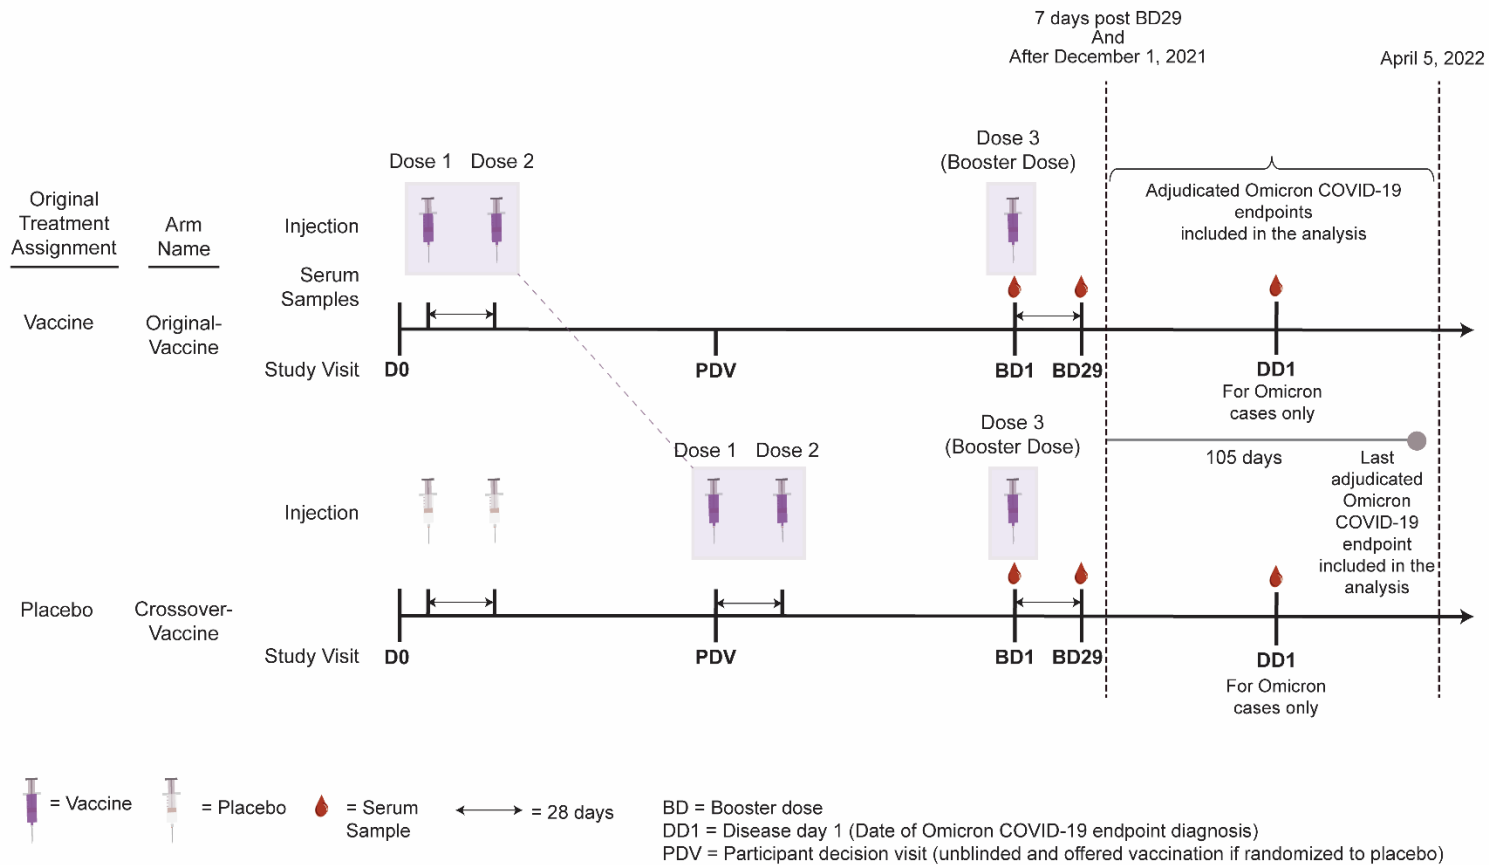 7 days post BD29
And
After December 1, 2021
April 5, 2022
Dose 1
Dose 2
Dose 3
(Booster Dose)
Adjudicated Omicron COVID-19
endpoints
included in the analysis
Original
Treatment
Assignment
Arm
Name
Injection
Serum
Samples
Vaccine
Original-
Vaccine
Study Visit
D0
PDV
BD1
BD29
DD1
For Omicron
cases only
Dose 1
Dose 2
Dose 3
(Booster Dose)
105 days
Last
adjudicated
Omicron
COVID-19
endpoint
included in the
analysis
Injection
Placebo
Crossover-
Vaccine
Study Visit
D0
PDV
BD1
BD29
DD1
For Omicron
cases only
= Vaccine
= Placebo
= Serum
Sample
= 28 days
BD = Booster dose
DD1 = Disease day 1 (Date of Omicron COVID-19 endpoint diagnosis)
PDV = Participant decision visit (unblinded and offered vaccination if randomized to placebo)